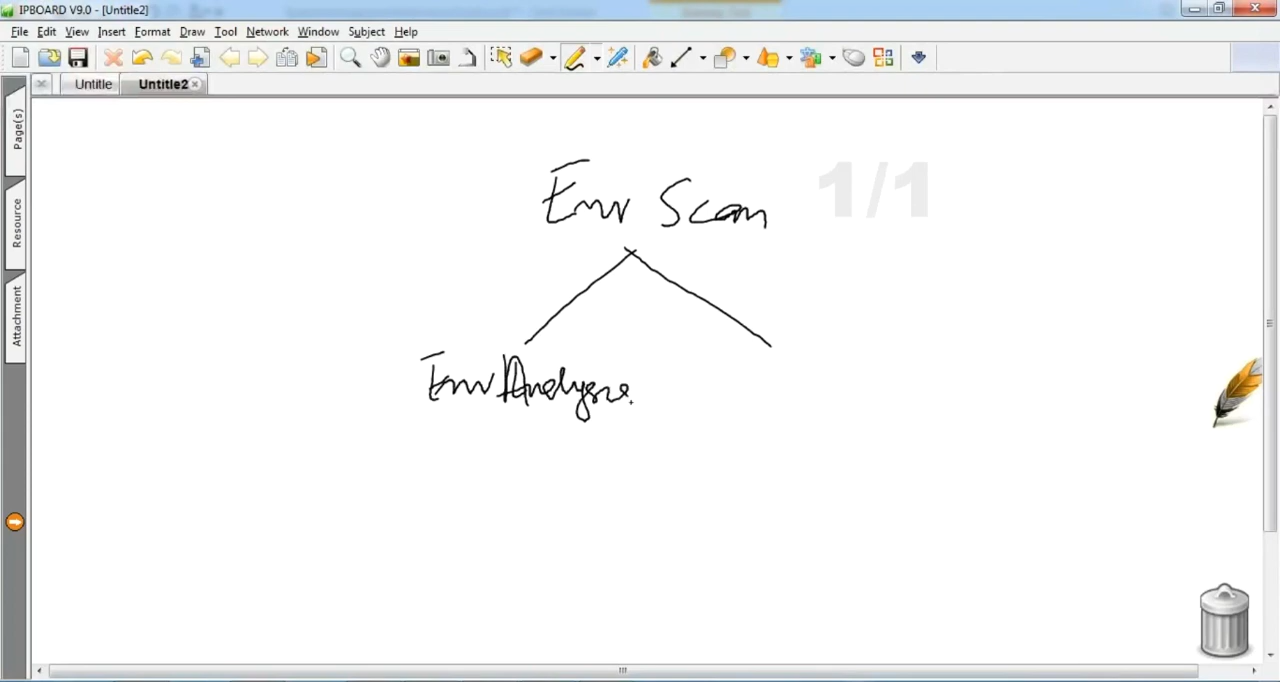 IPBOARD V9.0 - [Untitle2]
File Edit View Insert Format Draw Tool Network Window Subject Help
Untitle Untitle2
Page(s)
Resource
Attachment
1/1
Env Scan
Env Analysis